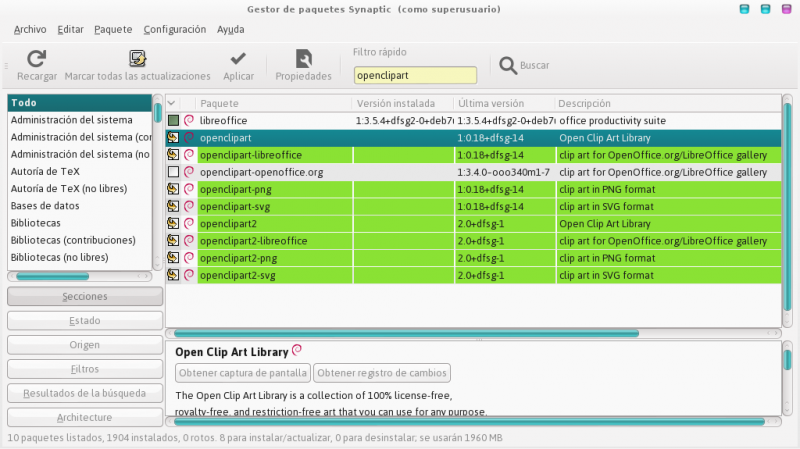 Gestor de paquetes Synaptic (como superusuario)
Archivo Editar Paquete Configuración Ayuda
Filtro rápido
Recargar Marcar todas las actualizaciones Aplicar Propiedades openclipart Buscar
Todo
Administración del sistema
Administración del sistema (con
Administración del sistema (no
Autoría de TeX
Autoría de TeX (no libres)
Bases de datos
Bibliotecas
Bibliotecas (contribuciones)
Bibliotecas (no libres)
Secciones
Estado
Origen
Filtros
Resultados de la búsqueda
Architecture
Paquete Versión instalada Última versión Descripción
libreoffice 1:3.5.4+dfsg2-0+deb7u 1:3.5.4+dfsg2-0+deb7u office productivity suite
openclipart 1:0.18+dfsg-14 Open Clip Art Library
openclipart-libreoffice 1:0.18+dfsg-14 clip art for OpenOffice.org/LibreOffice gallery
openclipart-openoffice.org 1:3.4.0~ooo340m1-7 clip art for OpenOffice.org/LibreOffice gallery
openclipart-png 1:0.18+dfsg-14 clip art in PNG format
openclipart-svg 1:0.18+dfsg-14 clip art in SVG format
openclipart2 2.0+dfsg-1 Open Clip Art Library
openclipart2-libreoffice 2.0+dfsg-1 clip art for OpenOffice.org/LibreOffice gallery
openclipart2-png 2.0+dfsg-1 clip art in PNG format
openclipart2-svg 2.0+dfsg-1 clip art in SVG format
Open Clip Art Library
Obtener captura de pantalla Obtener registro de cambios
The Open Clip Art Library is a collection of 100% license-free,
royalty-free, and restriction-free art that you can use for any purpose.
10 paquetes listados, 1904 instalados, 0 rotos. 8 para instalar/actualizar, 0 para desinstalar; se usarán 1960 MB